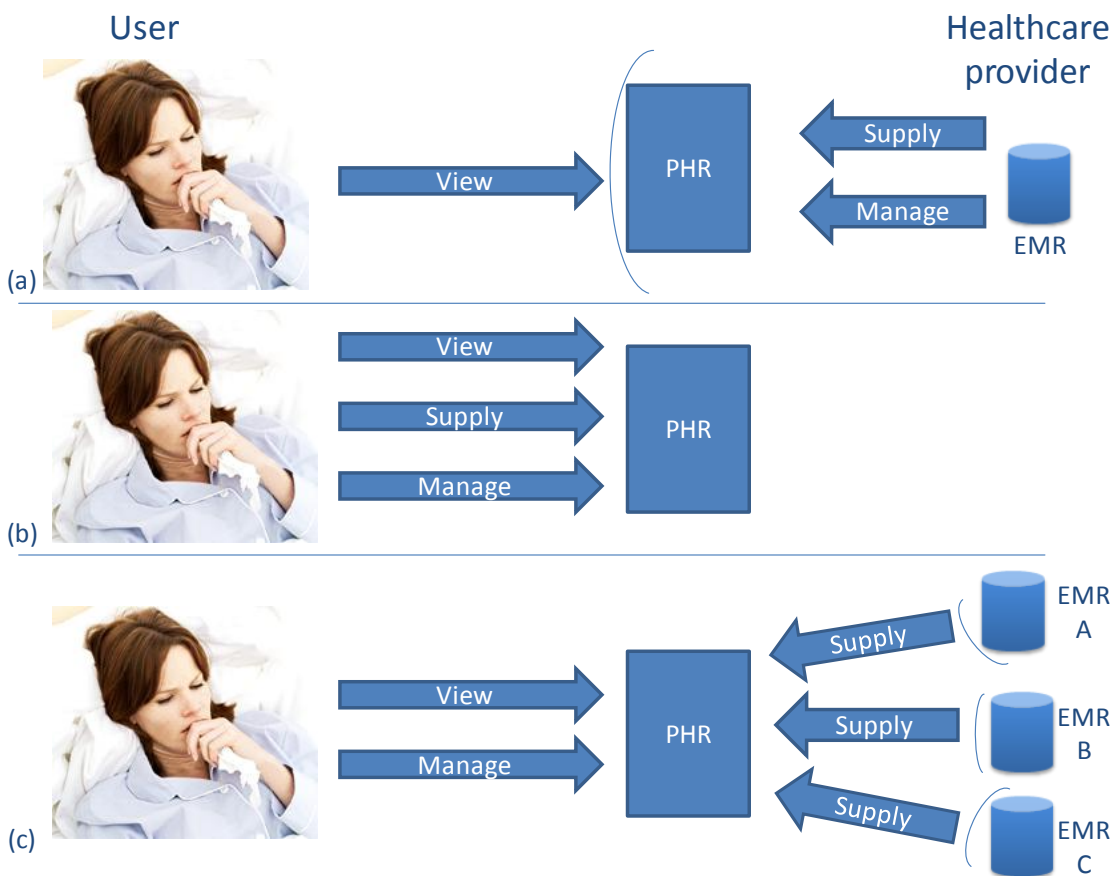 User
Healthcare
provider
View
PHR
Supply
Manage
EMR
(a)
View
Supply
Manage
PHR
(b)
View
Manage
PHR
Supply
Supply
Supply
EMR
A
EMR
B
EMR
C
(c)